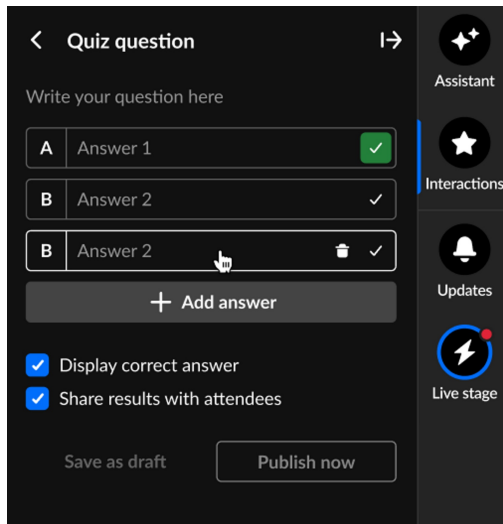 Quiz question
Write your question here
A Answer 1
B Answer 2
B Answer 2
Add answer
Display correct answer
Share results with attendees
Save as draft
Publish now
Assistant
Interactions
Updates
Live stage